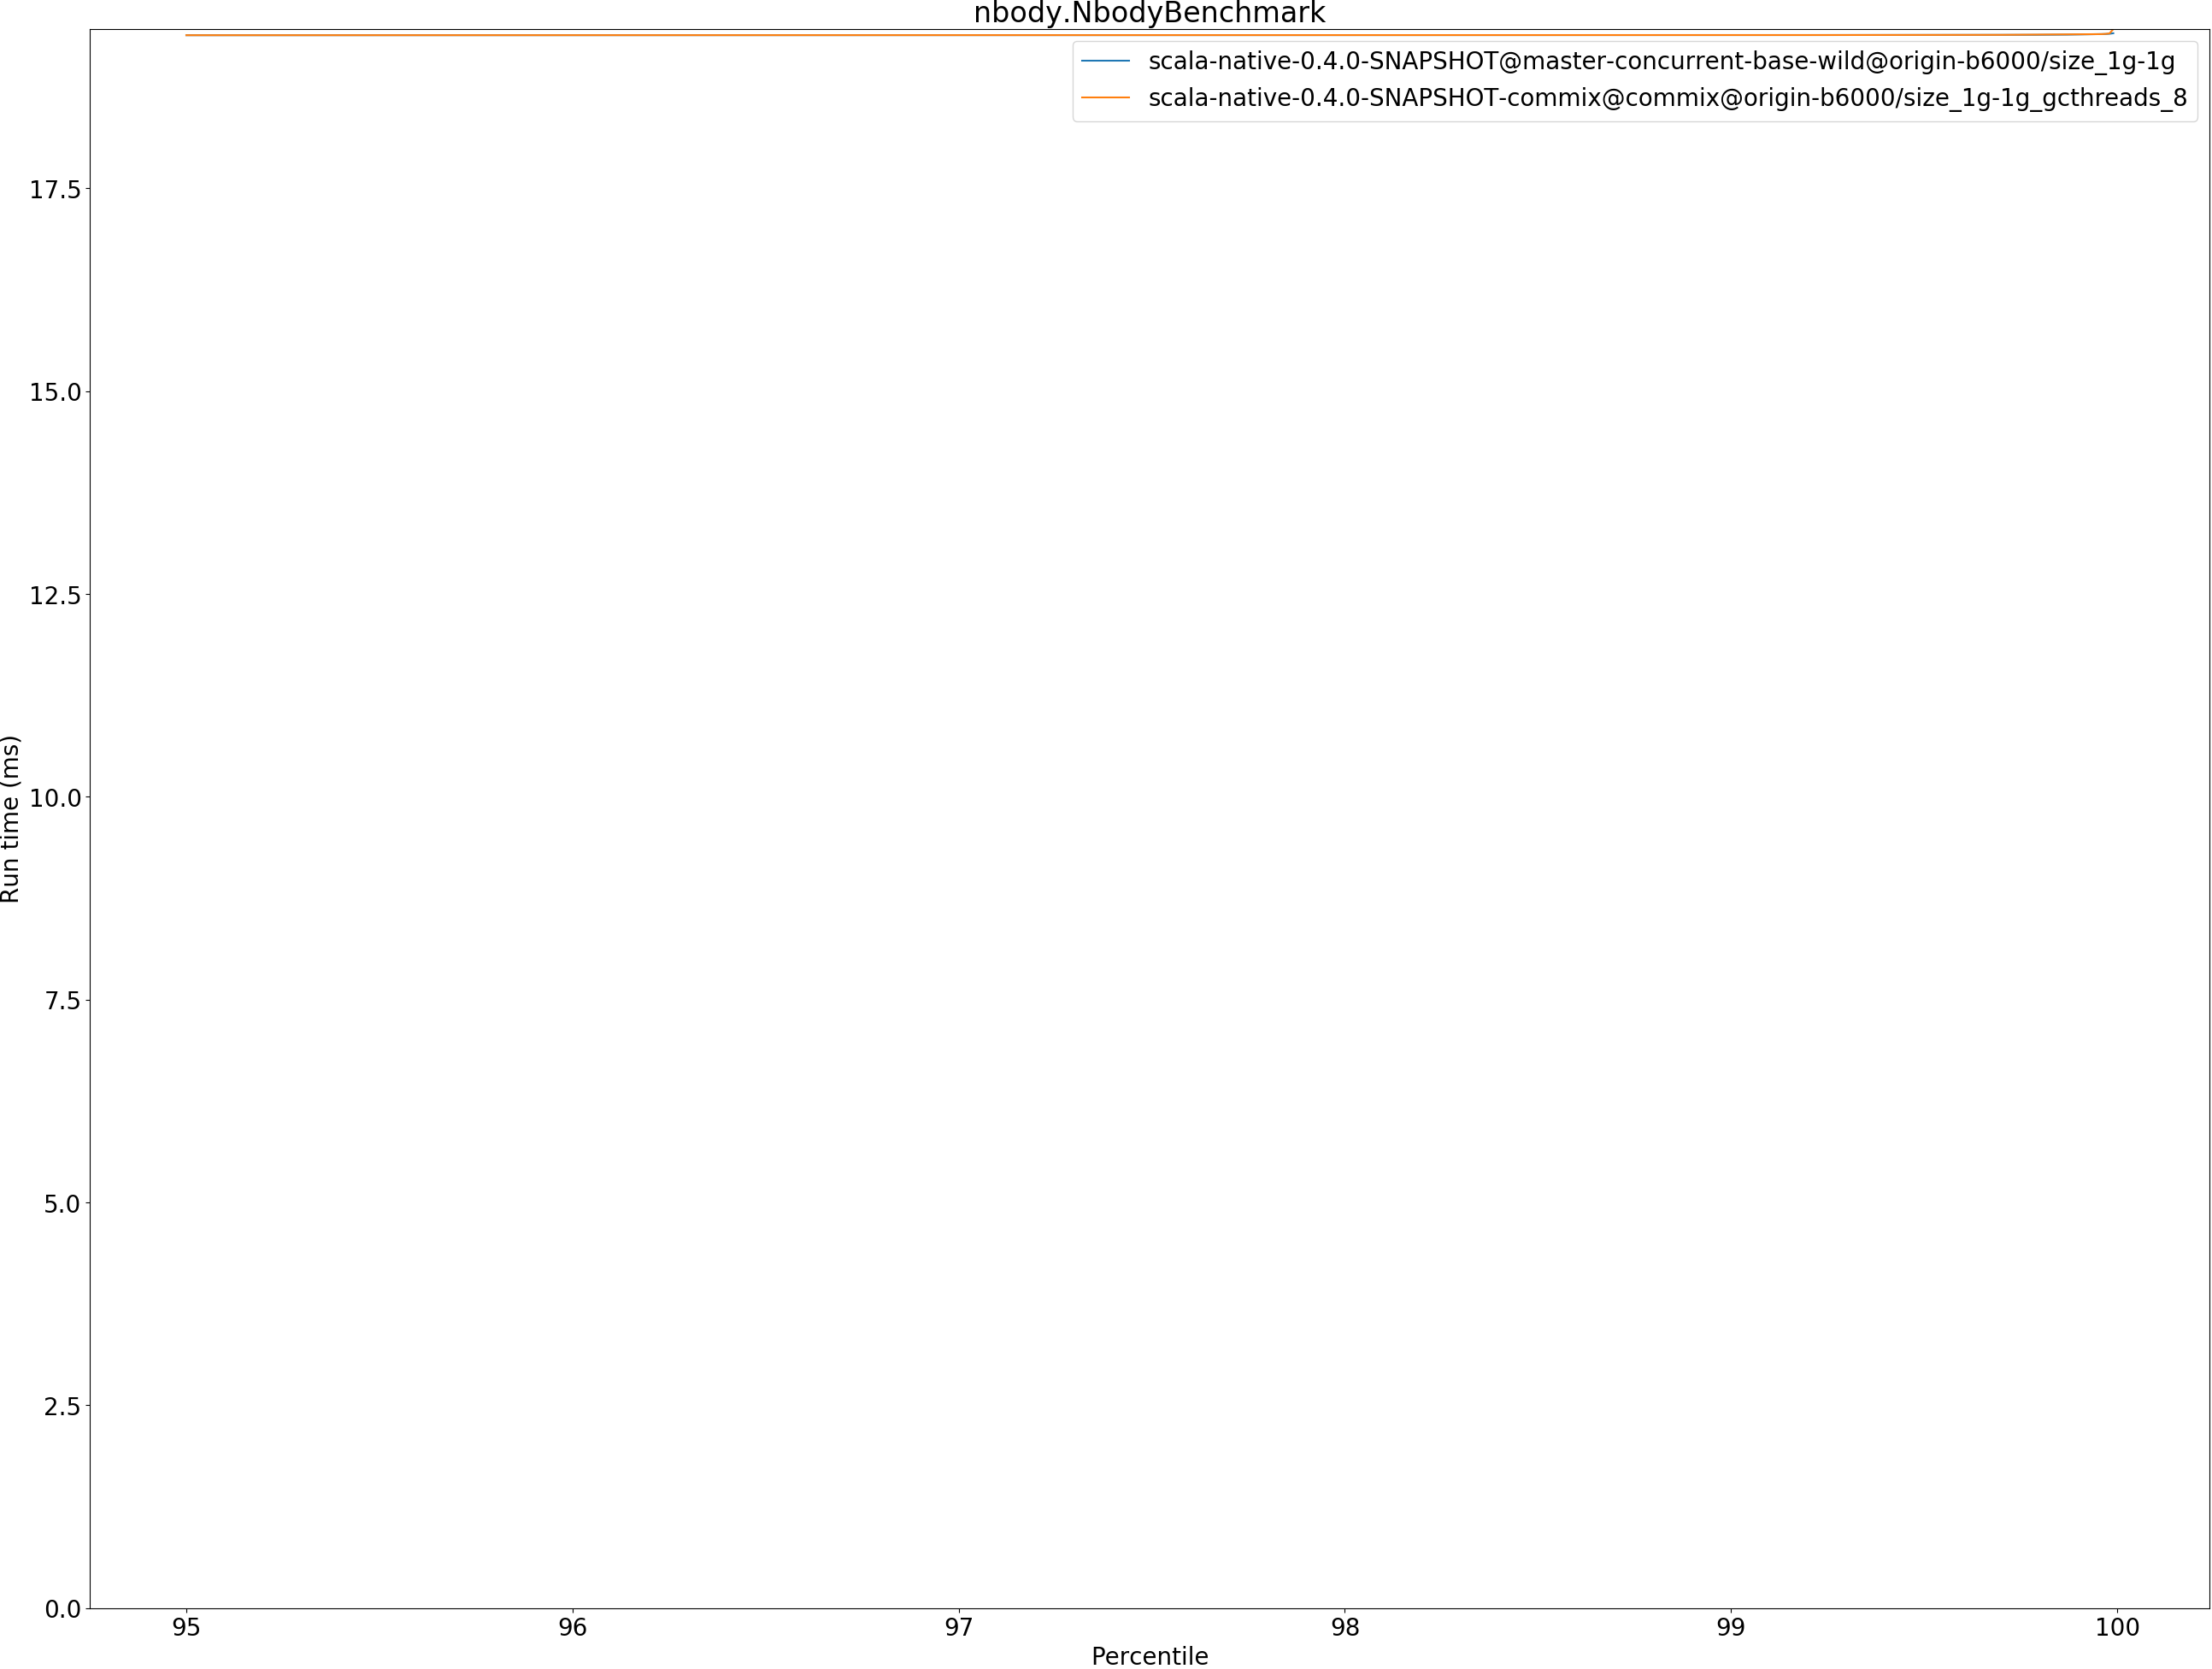 nbody.NbodyBenchmark
scala-native-0.4.0-SNAPSHOT@master-concurrent-base-wild@origin-b6000/size_1g-1g
scala-native-0.4.0-SNAPSHOT-commix@commix@origin-b6000/size_1g-1g_gcthreads_8
17.5
15.0
12.5
10.0
7.5
5.0
2.5
0.0
Run time (ms)
95 96 97 98 99 100
Percentile